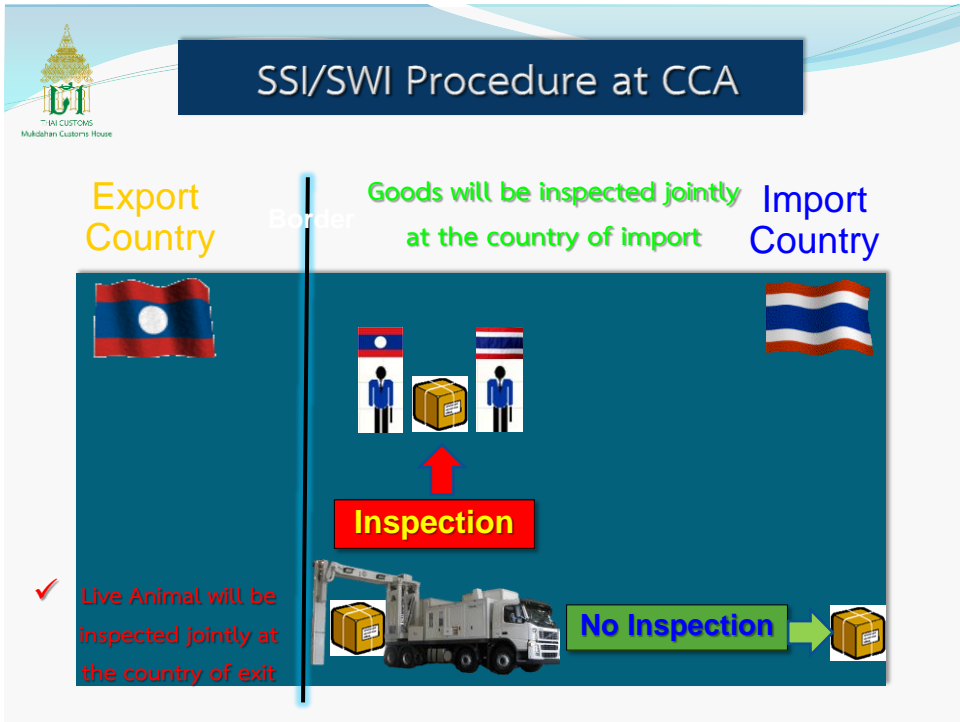 SSI/SWI Procedure at CCA
THAI CUSTOMS
Mukdahan Customs House
Export
Country
Border
Goods will be inspected jointly
at the country of import
Import
Country
Inspection
Live Animal will be
inspected jointly at
the country of exit
No Inspection